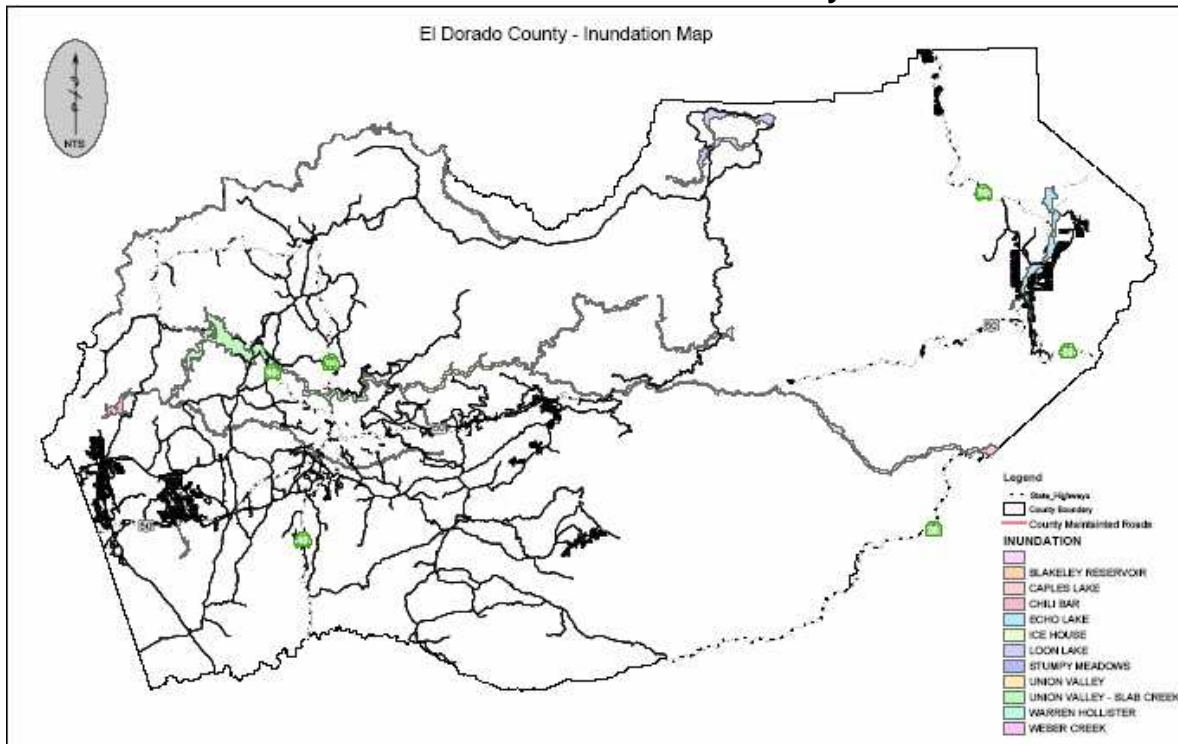 El Dorado County - Inundation Map
NTS
50
50
50
Legend
State_Highways
County Boundary
County Maintainted Roads
INUNDATION
BLAKELEY RESERVOIR
CAPLES LAKE
CHILI BAR
ECHO LAKE
ICE HOUSE
LOON LAKE
STUMPY MEADOWS
UNION VALLEY
UNION VALLEY - SLAB CREEK
WARREN HOLLISTER
WEBER CREEK